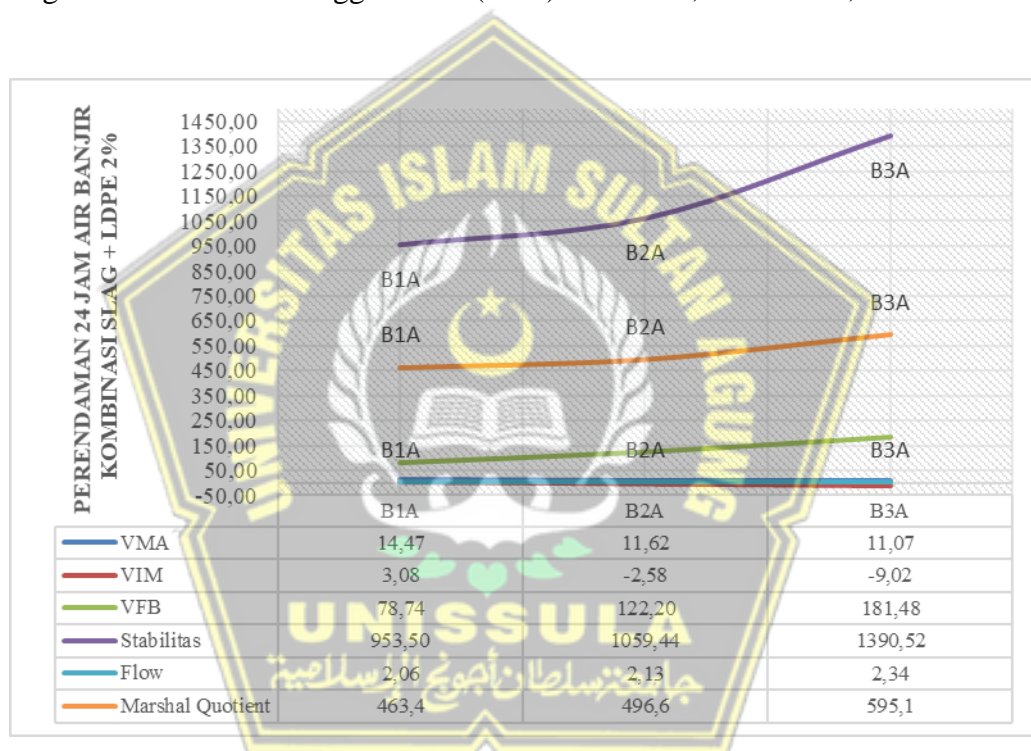 PERENDAMAN 24 JAM AIR BANJIR
KOMBINASI SLAG + LDPE 2%
1450,00
1350,00
1250,00
1150,00
1050,00
950,00
850,00
750,00
650,00
550,00
450,00
350,00
250,00
150,00
50,00
-50,00
B1A
B2A
B3A
B1A
B2A
B3A
B1A
B2A
B3A
UNIVERSITAS ISLAM SULTAN AGUNG
B1A B2A B3A
VMA 14,47 11,62 11,07
VIM 3,08 -2,58 -9,02
VFB 78,74 122,20 181,48
Stabilitas 953,50 1059,44 1390,52
Flow 2,06 2,13 2,34
Marshal Quotient 463,4 496,6 595,1
UNISSULA
جامعتنسلطان أجونج الإسلامية